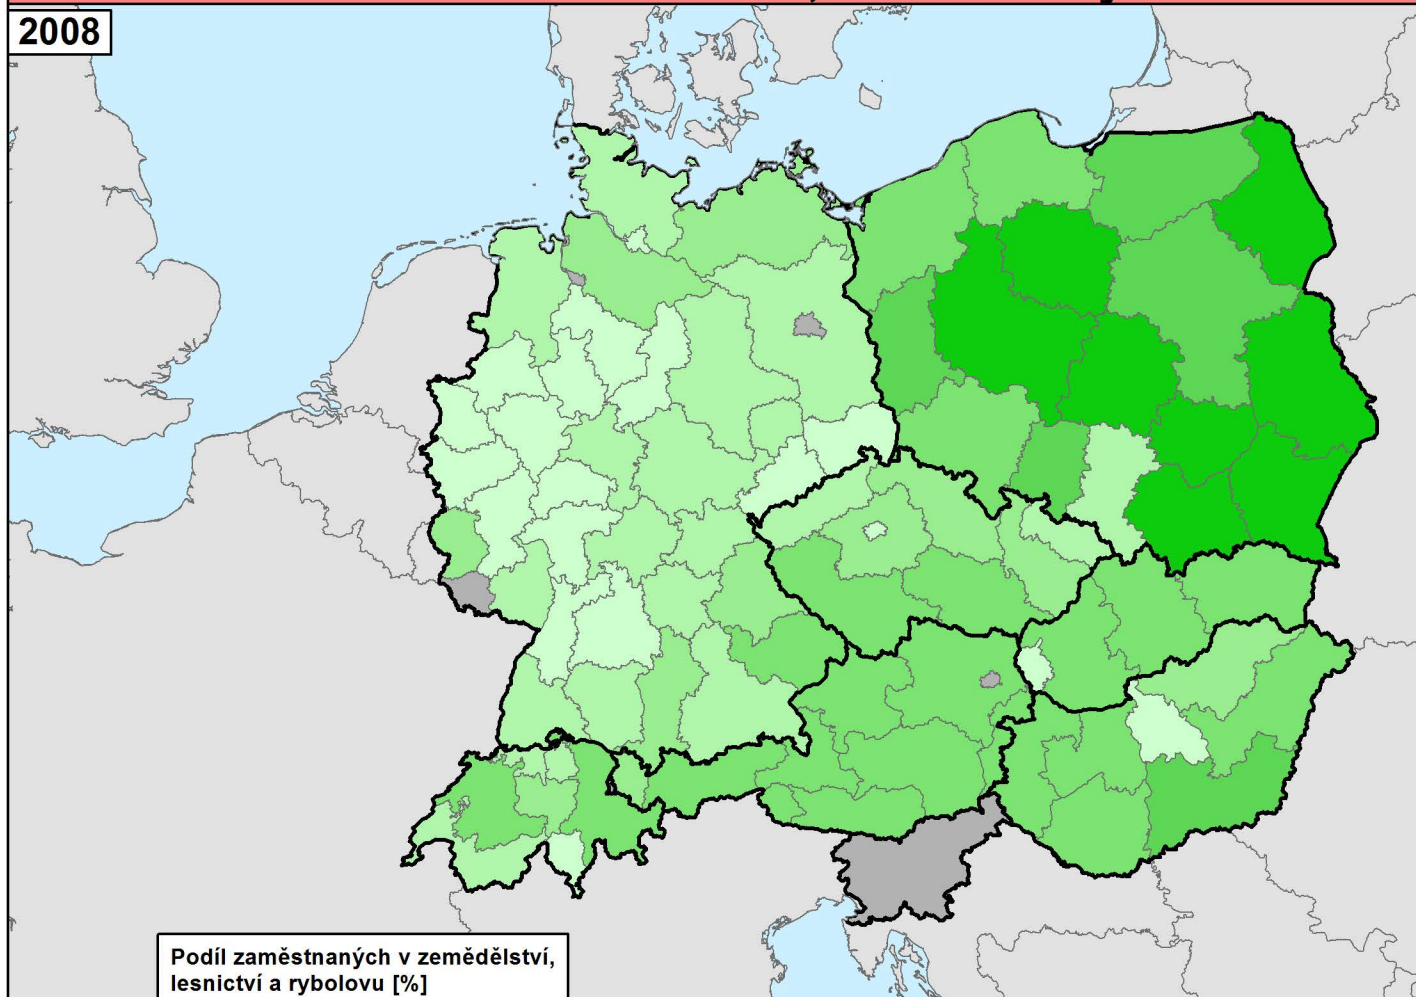 2008
Podíl zaměstnaných v zemědělství,
lesnictví a rybolovu [%]